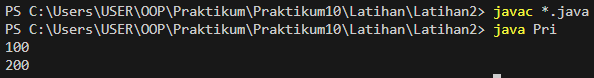 PS C:\Users\USER\OOP\Praktikum\Praktikum10\Latihan\Latihan2> javac *.java
PS C:\Users\USER\OOP\Praktikum\Praktikum10\Latihan\Latihan2> java Pri
100
200